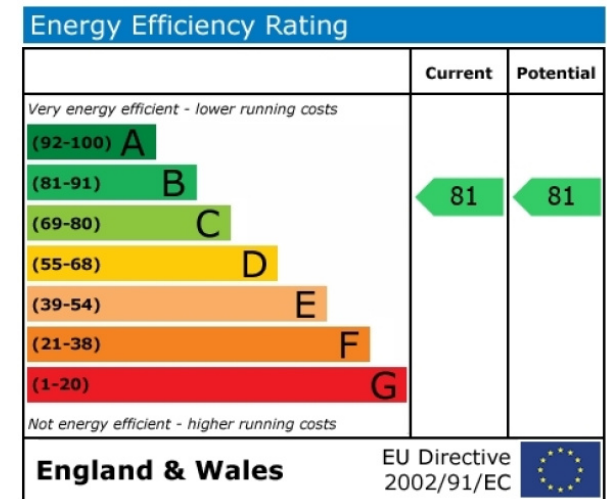 Energy Efficiency Rating
Current Potential
Very energy efficient - lower running costs
(92-100) A
(81-91) B
81 81
(69-80) C
(55-68) D
(39-54) E
(21-38) F
(1-20) G
Not energy efficient - higher running costs
England & Wales
EU Directive
2002/91/EC